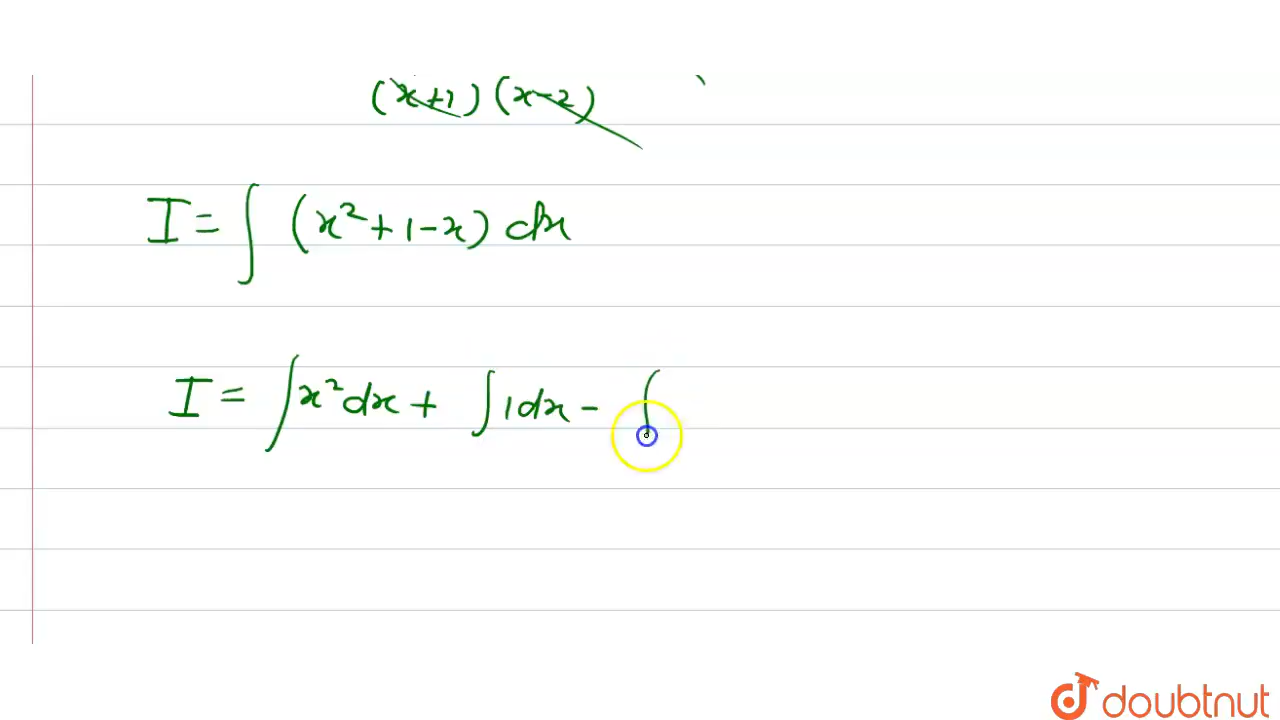 (x+1)(x-2)
I = ∫ (x²+1-x) dx
I = ∫x²dx + ∫1dx - ∫
doubtnut